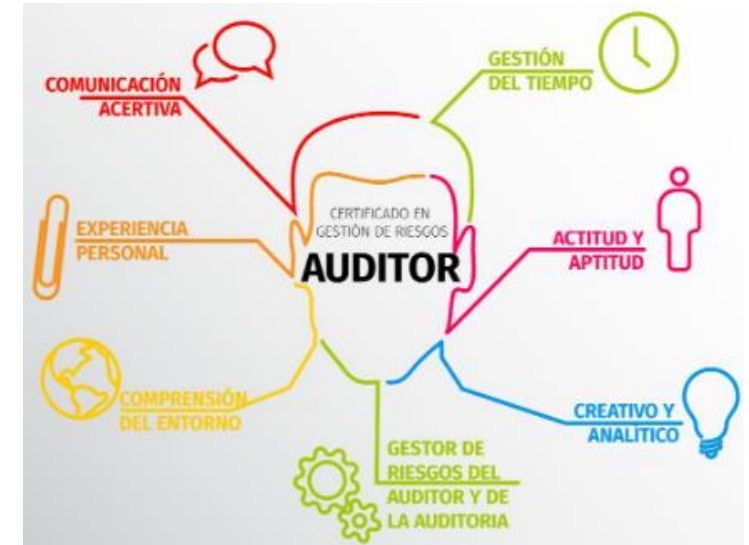 COMUNICACIÓN
ACERTIVA
GESTIÓN
DEL TIEMPO
CERTIFICADO EN
GESTIÓN DE RIESGOS
AUDITOR
EXPERIENCIA
PERSONAL
ACTITUD Y
APTITUD
COMPRENSIÓN
DEL ENTORNO
CREATIVO Y
ANALÍTICO
GESTOR DE
RIESGOS DEL
AUDITOR Y DE
LA AUDITORIA